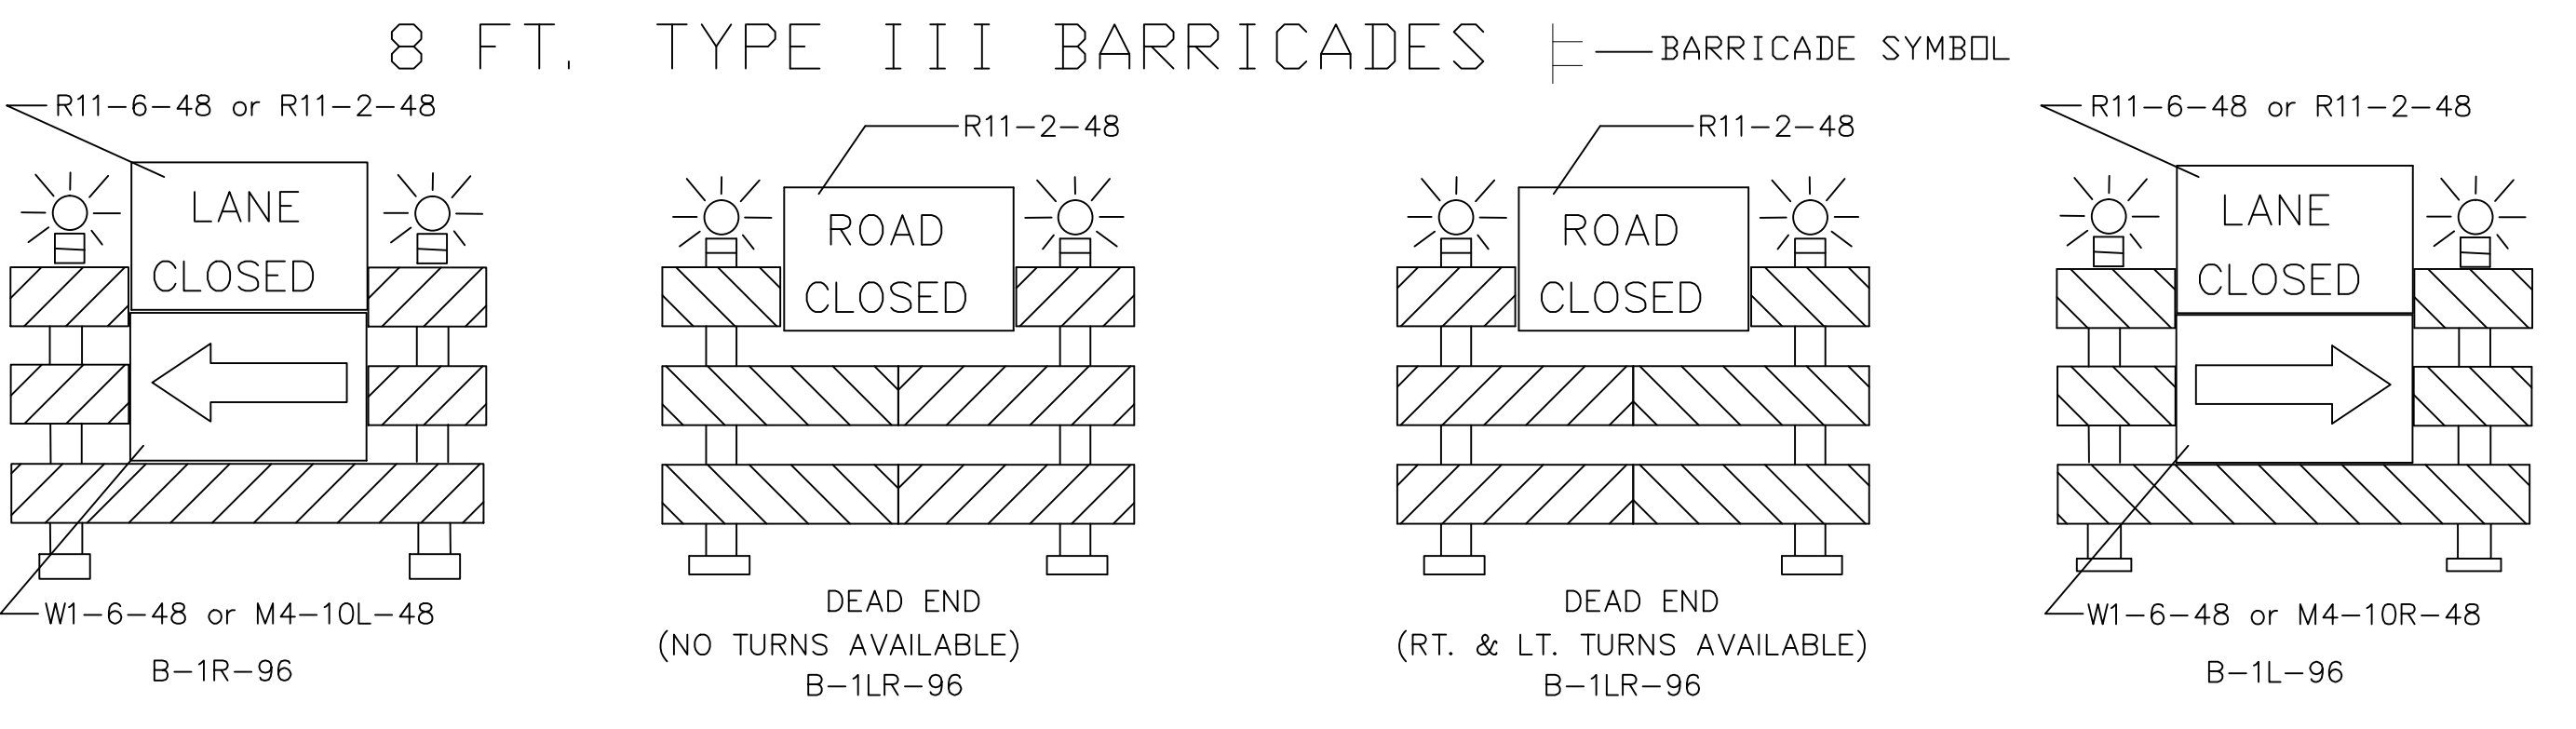 8 FT. TYPE III BARRICADES
BARRICADE SYMBOL
R11-6-48 or R11-2-48
LANE
CLOSED
W1-6-48 or M4-10L-48
B-1R-96
R11-2-48
ROAD
CLOSED
DEAD END
(NO TURNS AVAILABLE)
B-1LR-96
R11-2-48
ROAD
CLOSED
DEAD END
(RT. & LT. TURNS AVAILABLE)
B-1LR-96
R11-6-48 or R11-2-48
LANE
CLOSED
W1-6-48 or M4-10R-48
B-1L-96